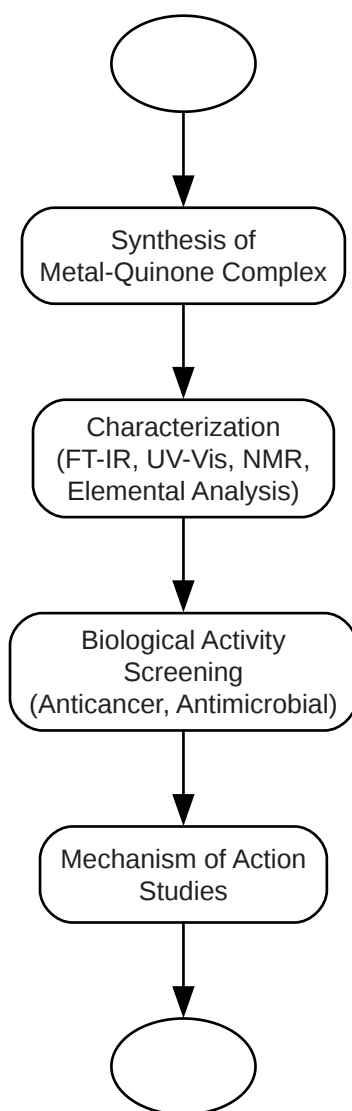 Synthesis of
Metal-Quinone Complex
Characterization
(FT-IR, UV-Vis, NMR,
Elemental Analysis)
Biological Activity
Screening
(Anticancer, Antimicrobial)
Mechanism of Action
Studies